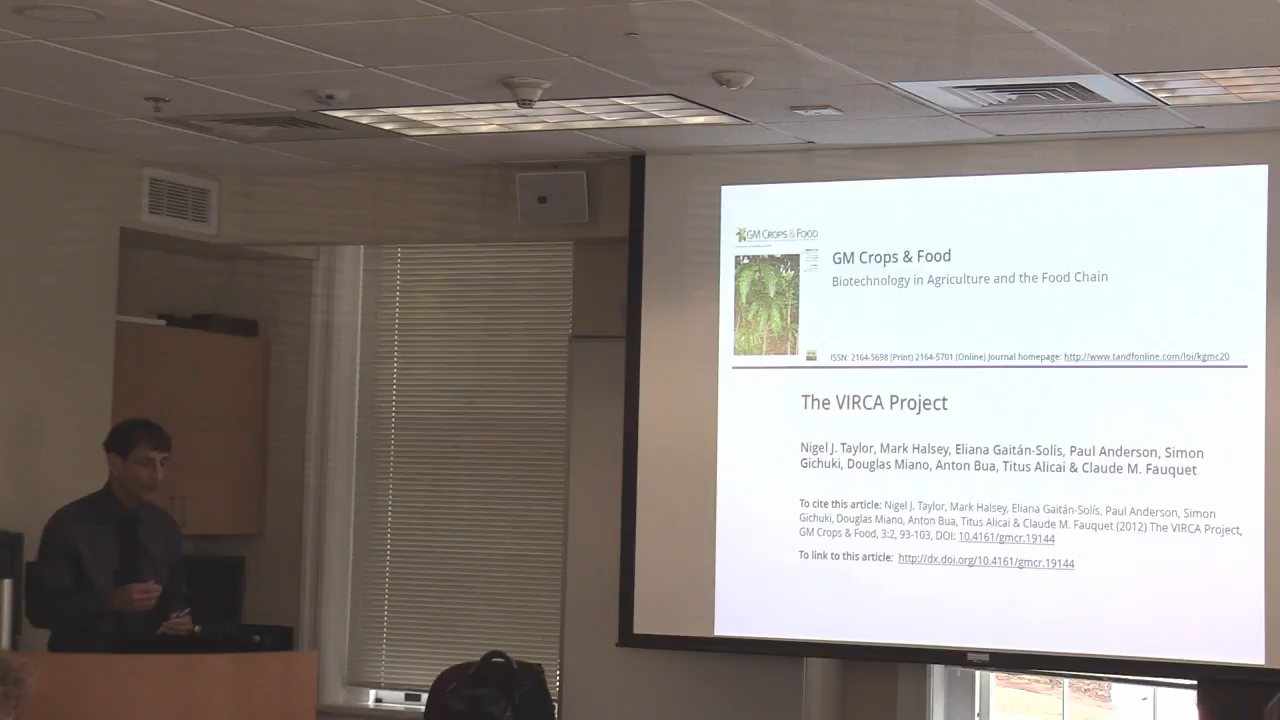 GM CROPS & FOOD
GM Crops & Food
Biotechnology in Agriculture and the Food Chain
ISSN: 2164-5698 (Print) 2164-5701 (Online) Journal homepage: http://www.tandfonline.com/loi/kgmc20
The VIRCA Project
Nigel J. Taylor, Mark Halsey, Eliana Gaitán-Solís, Paul Anderson, Simon
Gichuki, Douglas Miano, Anton Bua, Titus Alicai & Claude M. Fauquet
To cite this article: Nigel J. Taylor, Mark Halsey, Eliana Gaitán-Solís, Paul Anderson, Simon
Gichuki, Douglas Miano, Anton Bua, Titus Alicai & Claude M. Fauquet (2012) The VIRCA Project,
GM Crops & Food, 3:2, 93-103, DOI: 10.4161/gmcr.19144
To link to this article: http://dx.doi.org/10.4161/gmcr.19144